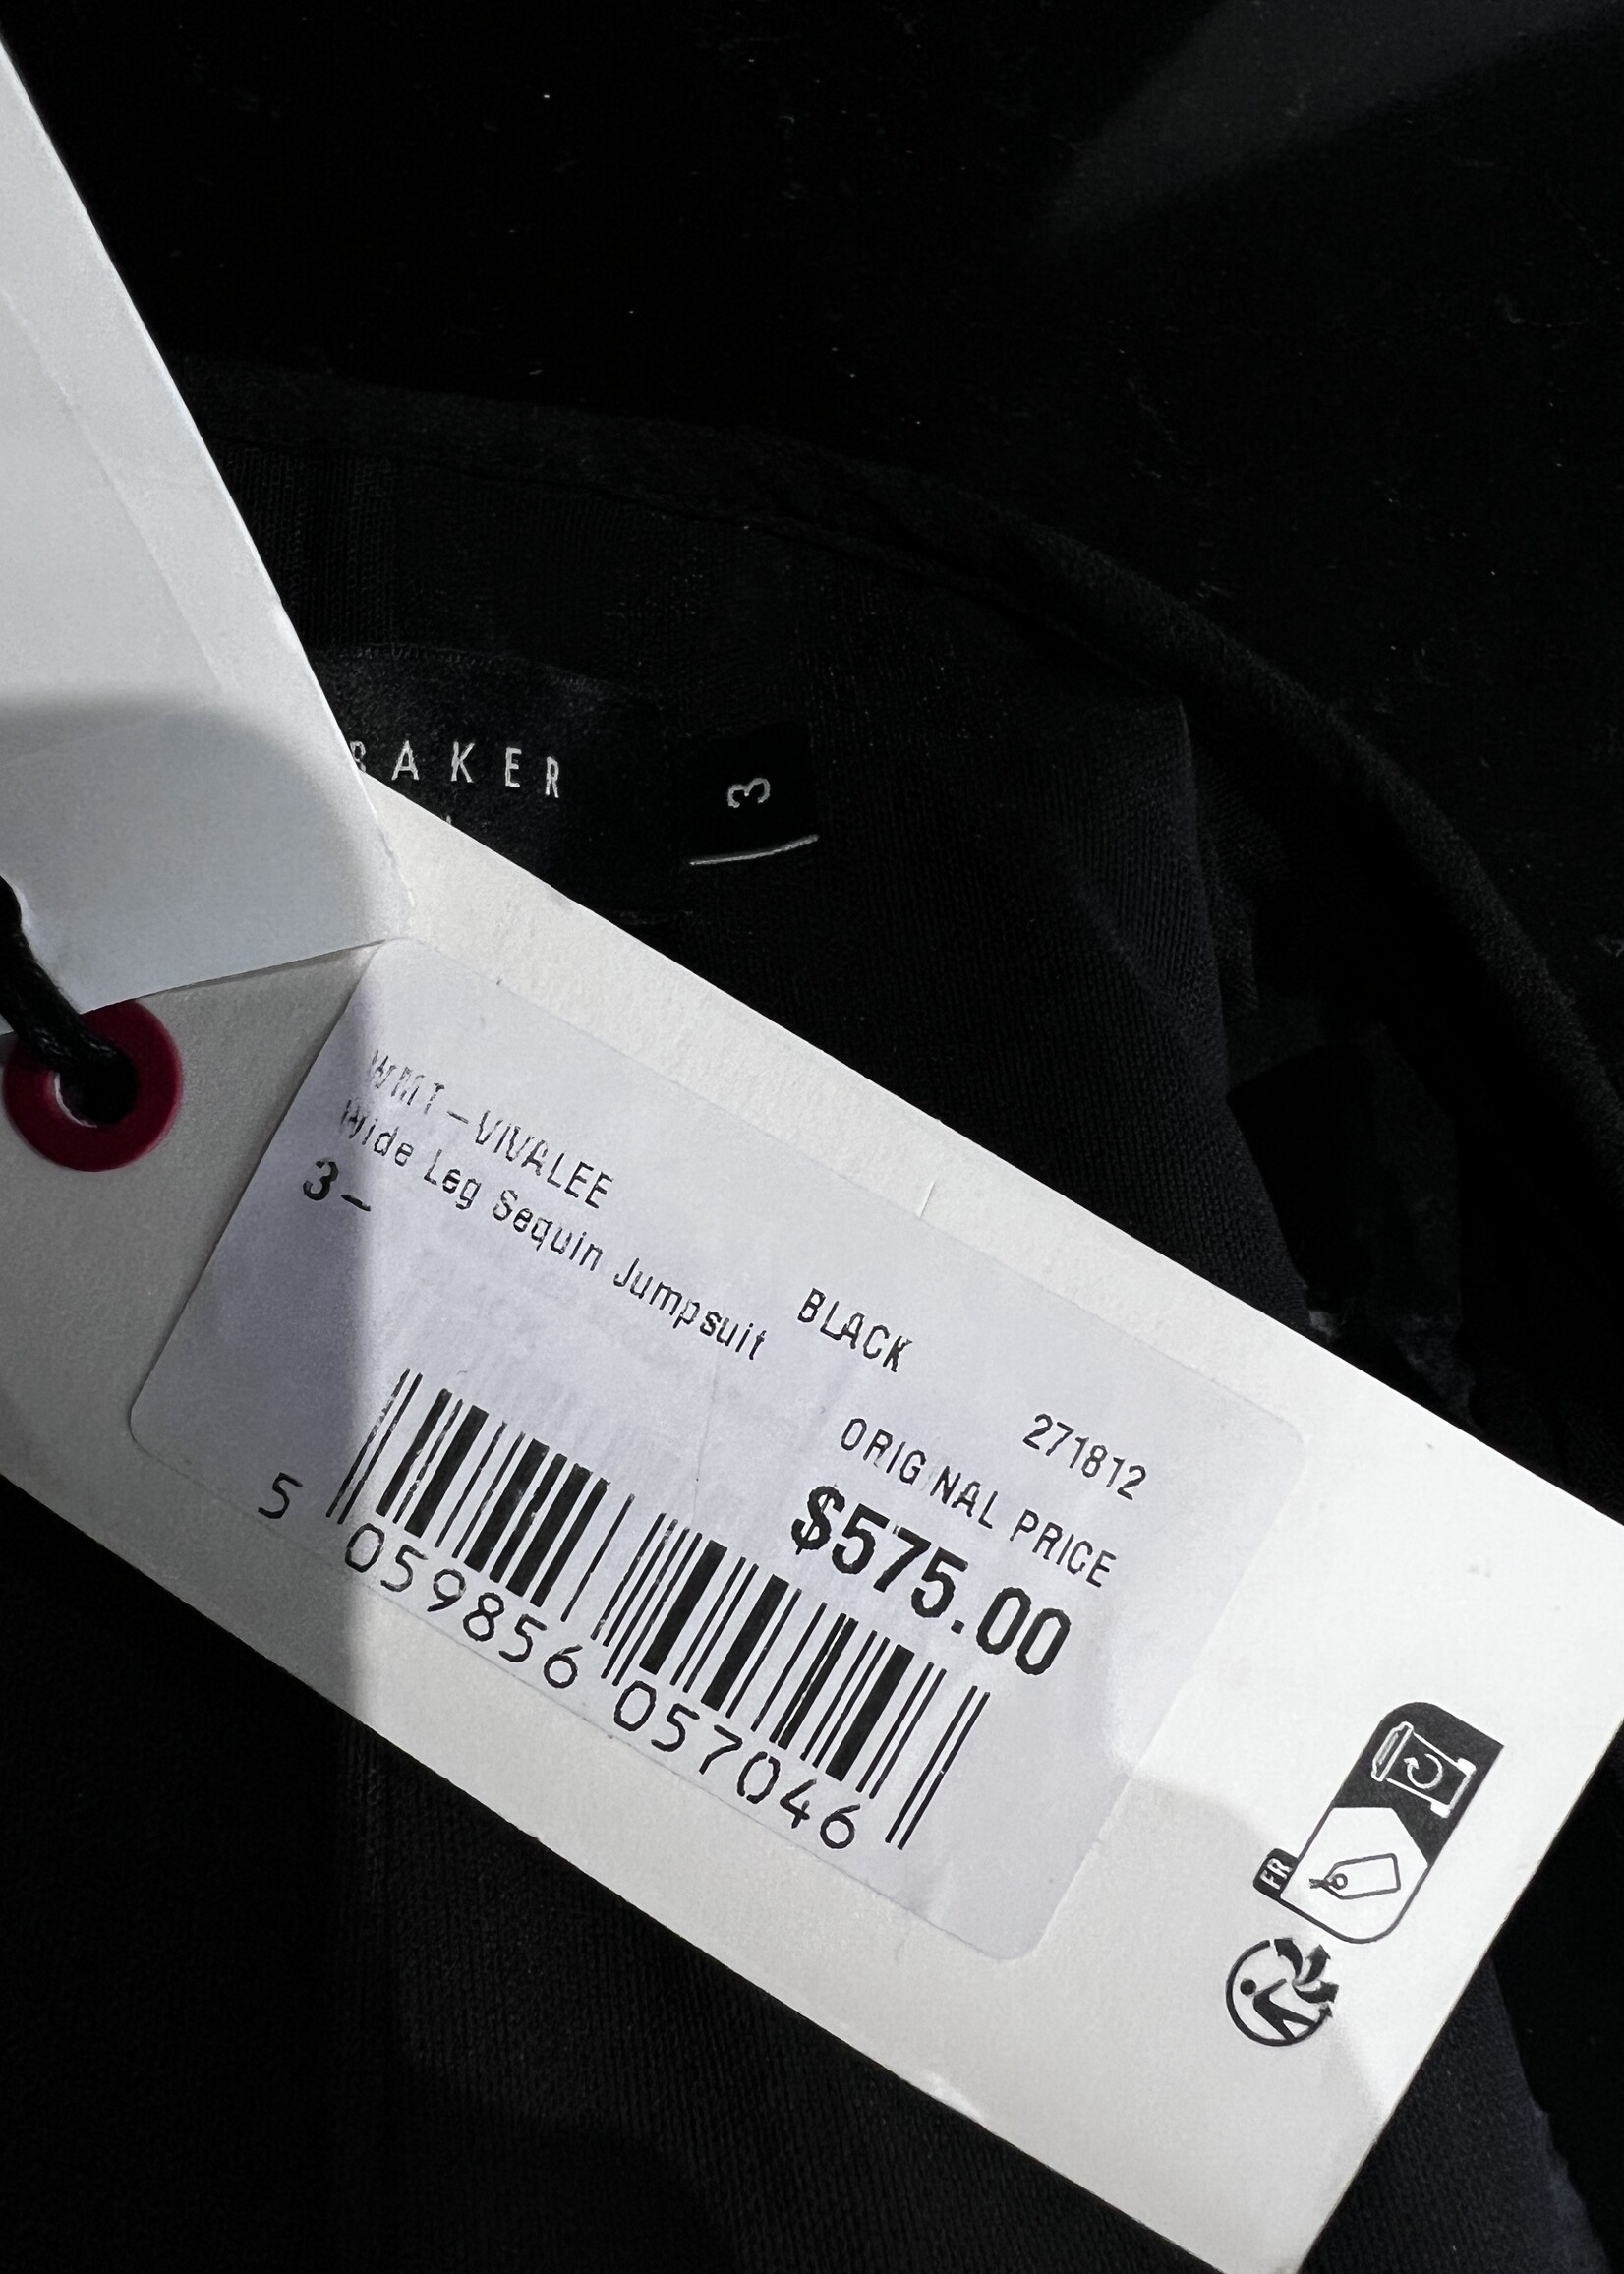 BAKER
3
WMT-VIVALEE
Wide Leg Sequin Jumpsuit
3-
BLACK
271812
ORIGINAL PRICE
$575.00
5 059856 057046
FR